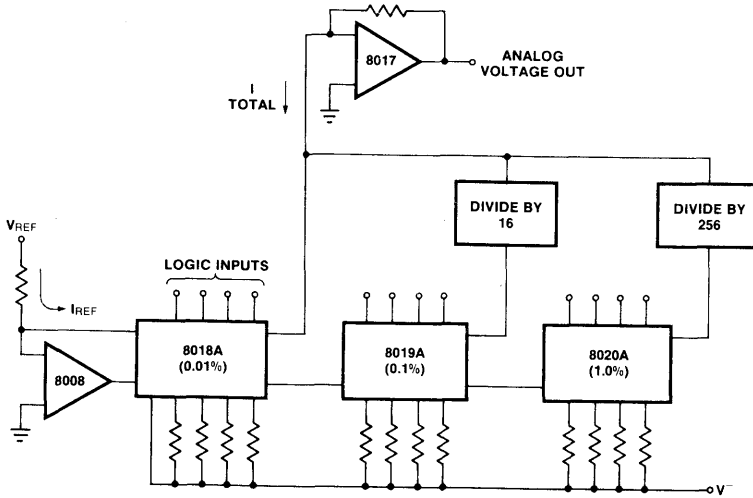 8017
ANALOG
VOLTAGE OUT
I
TOTAL
DIVIDE BY
16
DIVIDE BY
256
VREF
LOGIC INPUTS
IREF
8018A
(0.01%)
8019A
(0.1%)
8020A
(1.0%)
8008
V⁻